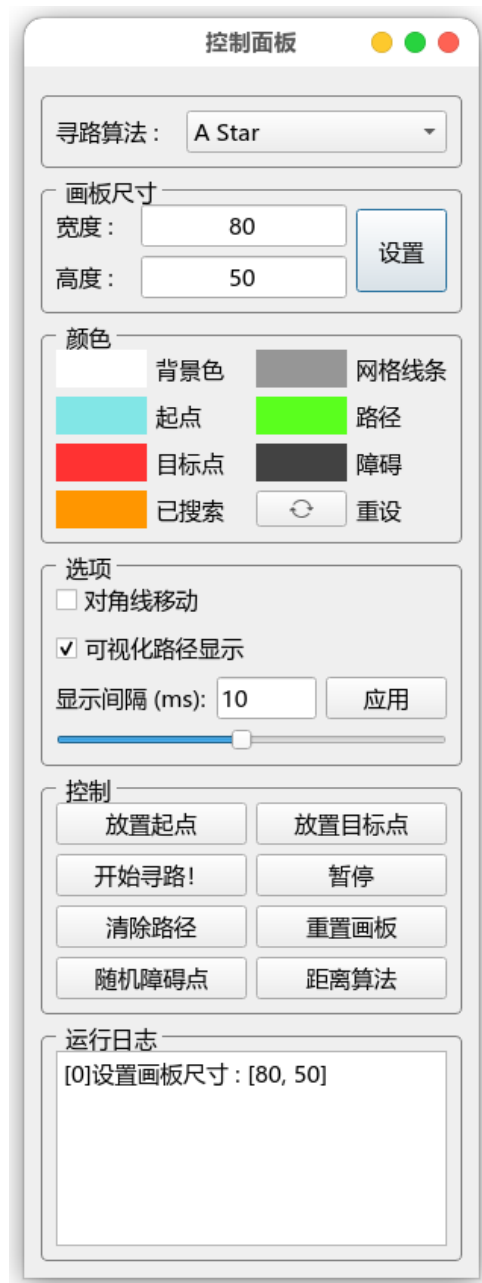 控制面板
寻路算法： A Star
画板尺寸
宽度： 80
设置
高度： 50
颜色
背景色 网格线条
起点 路径
目标点 障碍
已搜索 重设
选项
对角线移动
可视化路径显示
显示间隔 (ms): 10 应用
控制
放置起点 放置目标点
开始寻路! 暂停
清除路径 重置画板
随机障碍点 距离算法
运行日志
[0]设置画板尺寸 : [80, 50]